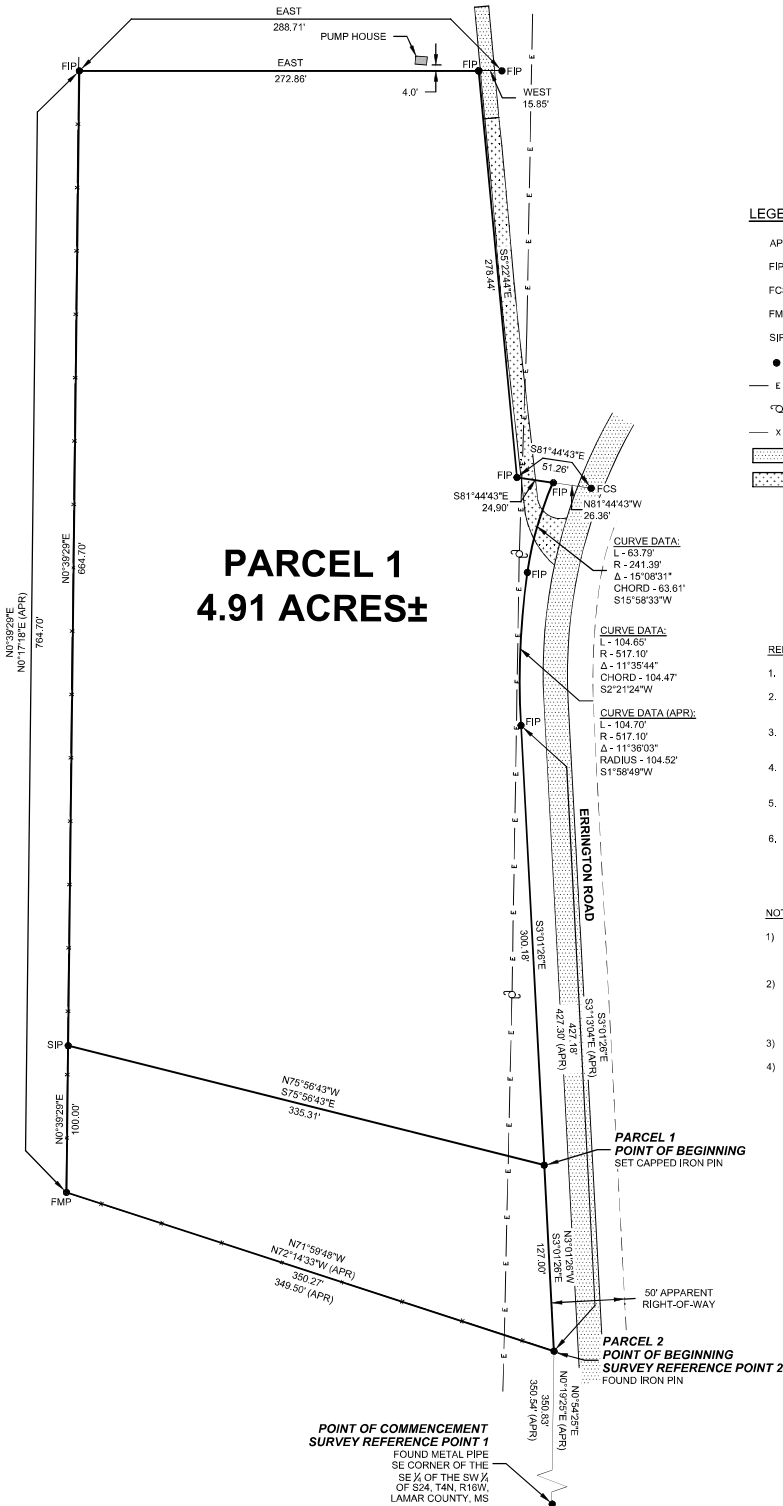 EAST
288.71'
PUMP HOUSE
FIP
EAST
272.86'
FIP
FIP
4.0'
WEST
15.85'
S5°22'44"E
278.44'
LEGE
AP
FIP
FC
FM
SIP
E
X
S81°44'43"E
51.26'
FIP
FIP
FCS
S81°44'43"E
24.90'
N81°44'43"W
26.36'
PARCEL 1
4.91 ACRES±
N0°39'29"E
664.70'
N0°39'29"E
N0°17'18"E (APR)
764.70'
CURVE DATA:
L - 63.79'
R - 241.39'
Δ - 15°08'31"
CHORD - 63.61'
S15°58'33"W
FIP
CURVE DATA:
L - 104.65'
R - 517.10'
Δ - 11°35'44"
CHORD - 104.47'
S2°21'24"W
CURVE DATA (APR):
L - 104.70'
R - 517.10'
Δ - 11°36'03"
RADIUS - 104.52'
S1°58'49"W
FIP
1.
2.
3.
4.
5.
6.
ERRINGTON ROAD
NO
1)
2)
3)
4)
S3°01'26"E
300.18'
S3°01'26"E
S3°13'04"E (APR)
427.18'
427.30' (APR)
SIP
N75°56'43"W
S75°56'43"E
335.31'
N0°39'29"E
100.00'
PARCEL 1
POINT OF BEGINNING
SET CAPPED IRON PIN
FMP
N71°59'48"W
N72°14'33"W (APR)
350.27'
349.50' (APR)
N3°01'26"W
S3°01'26"E
127.00'
50' APPARENT
RIGHT-OF-WAY
PARCEL 2
POINT OF BEGINNING
SURVEY REFERENCE POINT 2
FOUND IRON PIN
N0°54'25"E
N0°19'25"E (APR)
350.83'
350.54' (APR)
POINT OF COMMENCEMENT
SURVEY REFERENCE POINT 1
FOUND METAL PIPE
SE CORNER OF THE
SE ¼ OF THE SW ¼
OF S24, T4N, R16W,
LAMAR COUNTY, MS